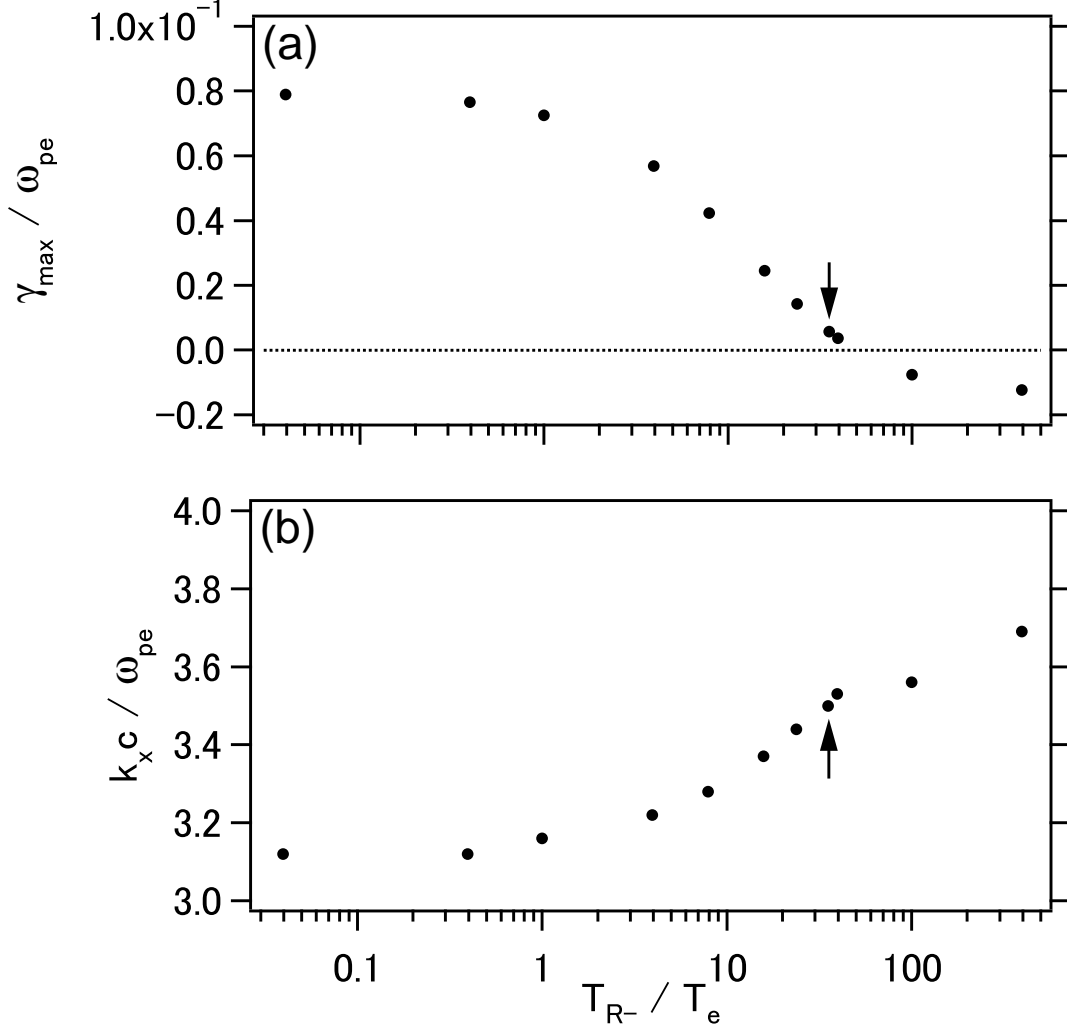 (a)
1.0x10⁻¹
0.8
0.6
0.4
0.2
0.0
−0.2
γmax / ωpe
(b)
4.0
3.8
3.6
3.4
3.2
3.0
kxc / ωpe
0.1 1 10 100
TR− / Te